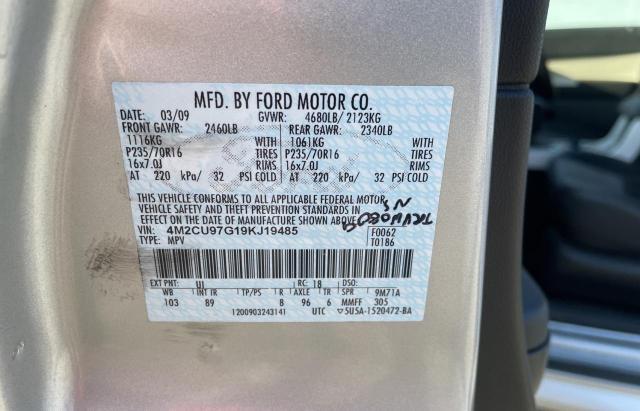 MFD. BY FORD MOTOR CO.
DATE: 03/09 GVWR: 4680LB/ 2123KG
FRONT GAWR: 2460LB REAR GAWR: 2340LB
1116KG WITH 1061KG WITH
P235/70R16 TIRES P235/70R16 TIRES
16x7.0J RIMS 16x7.0J RIMS
AT 220 kPa/ 32 PSI COLD AT 220 kPa/ 32 PSI COLD
THIS VEHICLE CONFORMS TO ALL APPLICABLE FEDERAL MOTOR
VEHICLE SAFETY AND THEFT PREVENTION STANDARDS IN
EFFECT ON THE DATE OF MANUFACTURE SHOWN ABOVE
SN
VIN: 4M2CU97G19KJ19485 F0062
TYPE: MPV T0186
EXT PNT: UI RC: 18 DSO:
WB INT TR TP/PS R AXLE TR SPR 9M71A
103 89 8 96 6 MMFF 305
120090324314 UTC ▽5U5A-1520472-BA